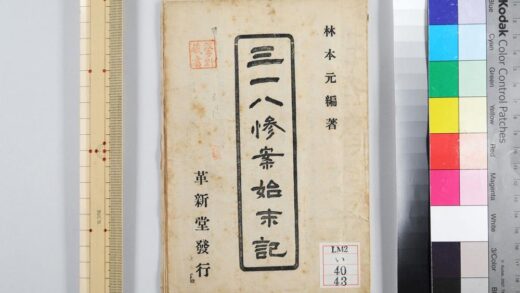 林本元編著
三一八慘案始末記
革新堂發行
LM2
い
40
43
Kodak
Color Control Patches
Blue
Cyan
Green
Yellow
Red
Magenta
White
3/Color
Black